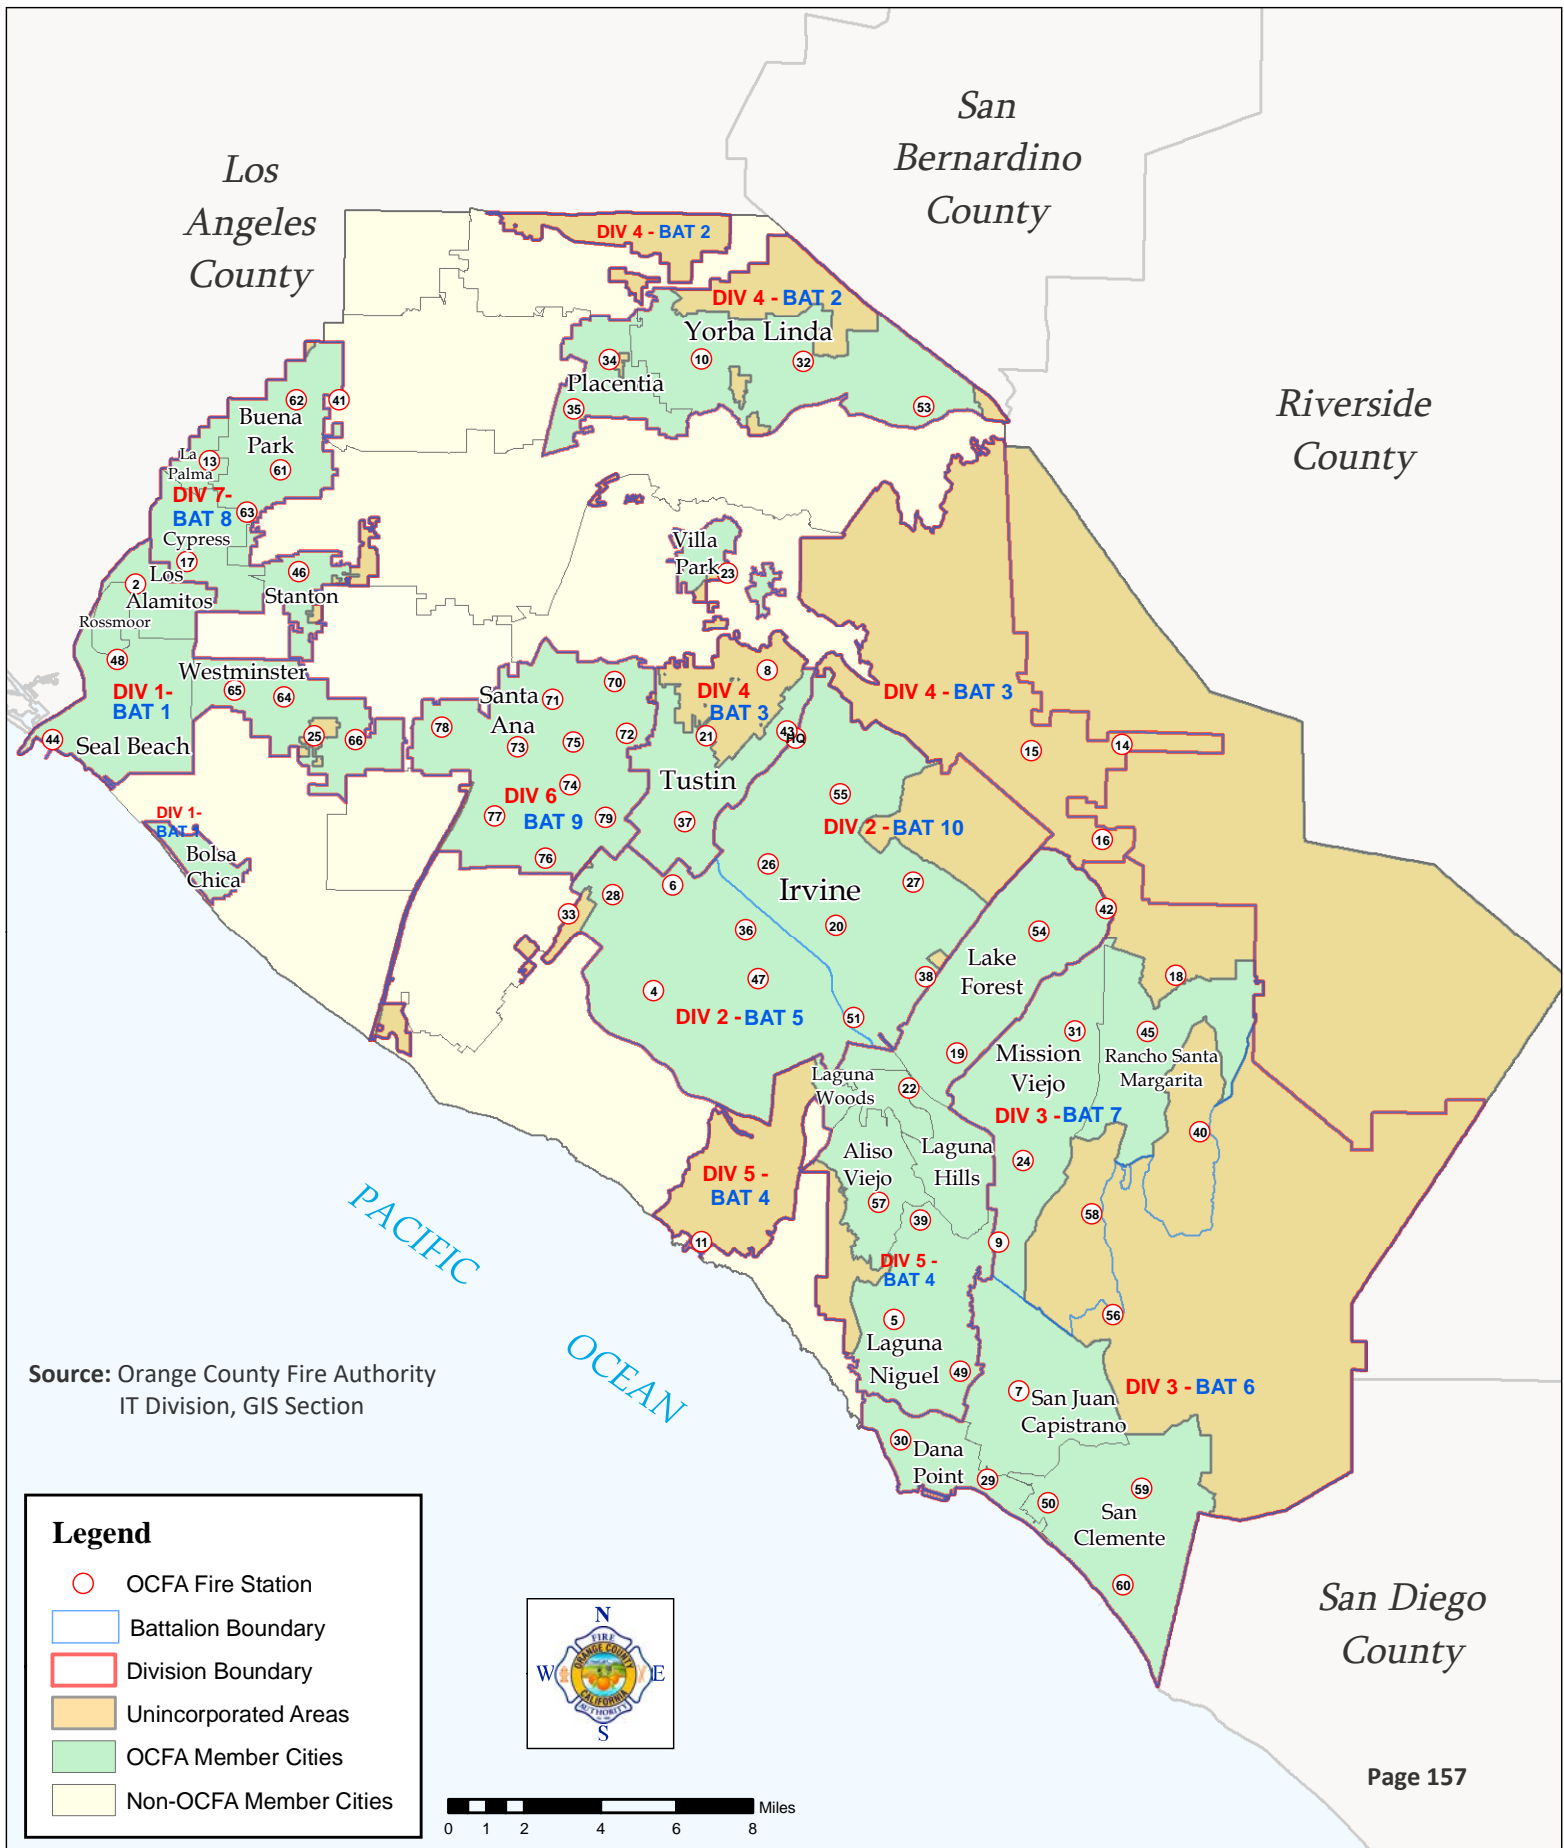 San
Bernardino
County
Los
Angeles
County
DIV 4 - BAT 2
DIV 4 - BAT 2
Yorba Linda
34
10
32
Placentia
Riverside
County
62
41
35
53
Buena
Park
La
Palma
13
61
DIV 7-
BAT 8
63
Cypress
Villa
Park
23
17
46
2
Los
Alamitos
Stanton
Rossmoor
48
Westminster
65
64
8
70
DIV 1-
BAT 1
Santa
Ana
71
DIV 4
BAT 3
DIV 4 - BAT 3
44
Seal Beach
25
66
78
73
75
72
21
43
HQ
15
14
Tustin
74
55
DIV 6
BAT 9
77
79
37
DIV 2 - BAT 10
DIV 1-
BAT 1
16
Bolsa
Chica
76
26
6
28
Irvine
27
33
36
20
54
42
Lake
Forest
4
47
38
18
DIV 2 - BAT 5
51
31
45
19
Mission
Viejo
Rancho Santa
Margarita
Laguna
Woods
22
DIV 3 - BAT 7
40
Aliso
Viejo
Laguna
Hills
24
DIV 5 -
BAT 4
57
39
58
11
9
DIV 5 -
BAT 4
PACIFIC
OCEAN
5
56
Laguna
Niguel
49
7
San Juan
Capistrano
DIV 3 - BAT 6
Source: Orange County Fire Authority
IT Division, GIS Section
30
Dana
Point
29
50
59
San
Clemente
60
San Diego
County
Legend
OCFA Fire Station
Battalion Boundary
Division Boundary
Unincorporated Areas
OCFA Member Cities
Non-OCFA Member Cities
N
W
E
S
FIRE
ORANGE COUNTY
CALIFORNIA
AUTHORITY
Miles
0 1 2 4 6 8
Page 157